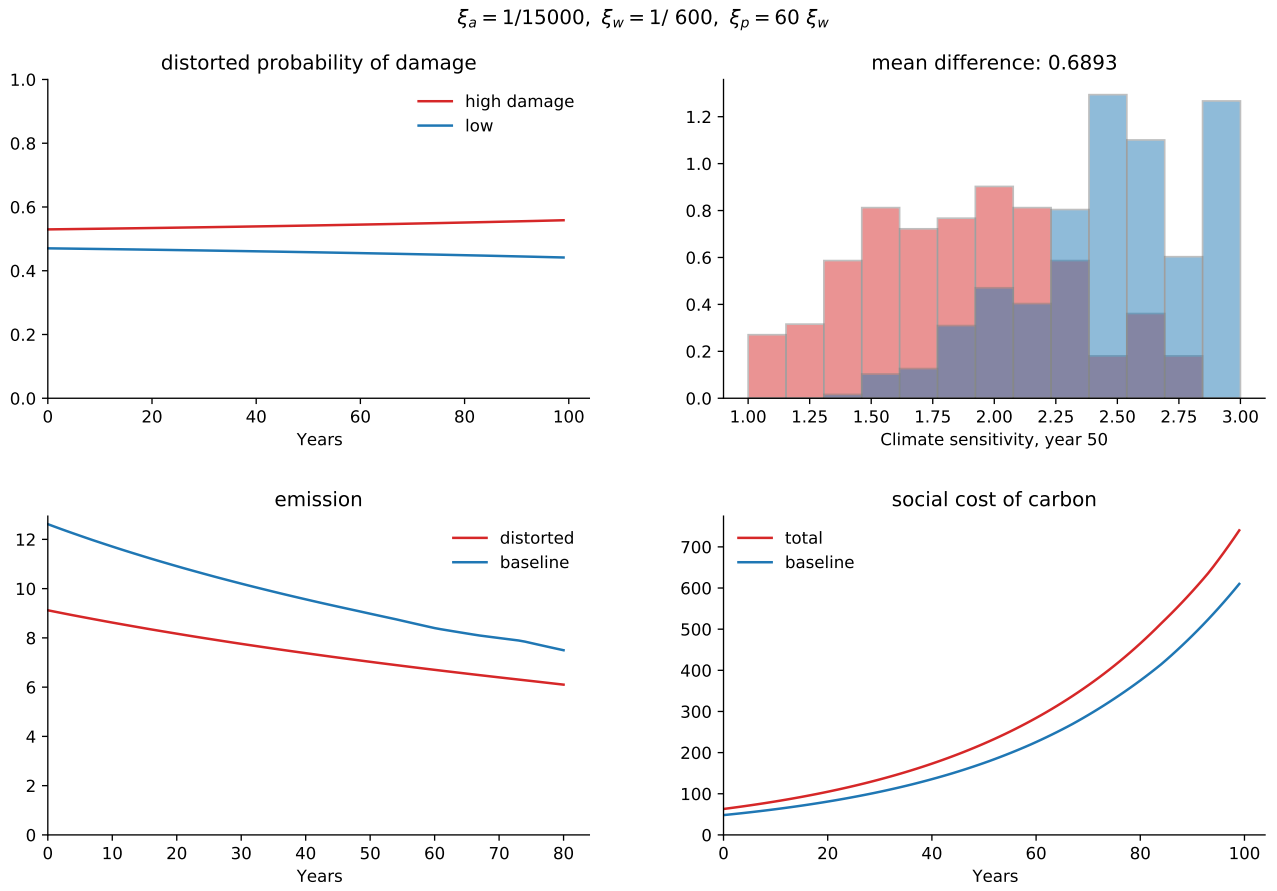 ξₐ = 1/15000, ξ_w = 1/ 600, ξₚ = 60 ξ_w
distorted probability of damage
1.0
0.8
0.6
0.4
0.2
0.0
high damage
low
0 20 40 60 80 100
Years
mean difference: 0.6893
1.2
1.0
0.8
0.6
0.4
0.2
0.0
1.00 1.25 1.50 1.75 2.00 2.25 2.50 2.75 3.00
Climate sensitivity, year 50
emission
12
10
8
6
4
2
0
distorted
baseline
0 10 20 30 40 50 60 70 80
Years
social cost of carbon
700
600
500
400
300
200
100
0
total
baseline
0 20 40 60 80 100
Years